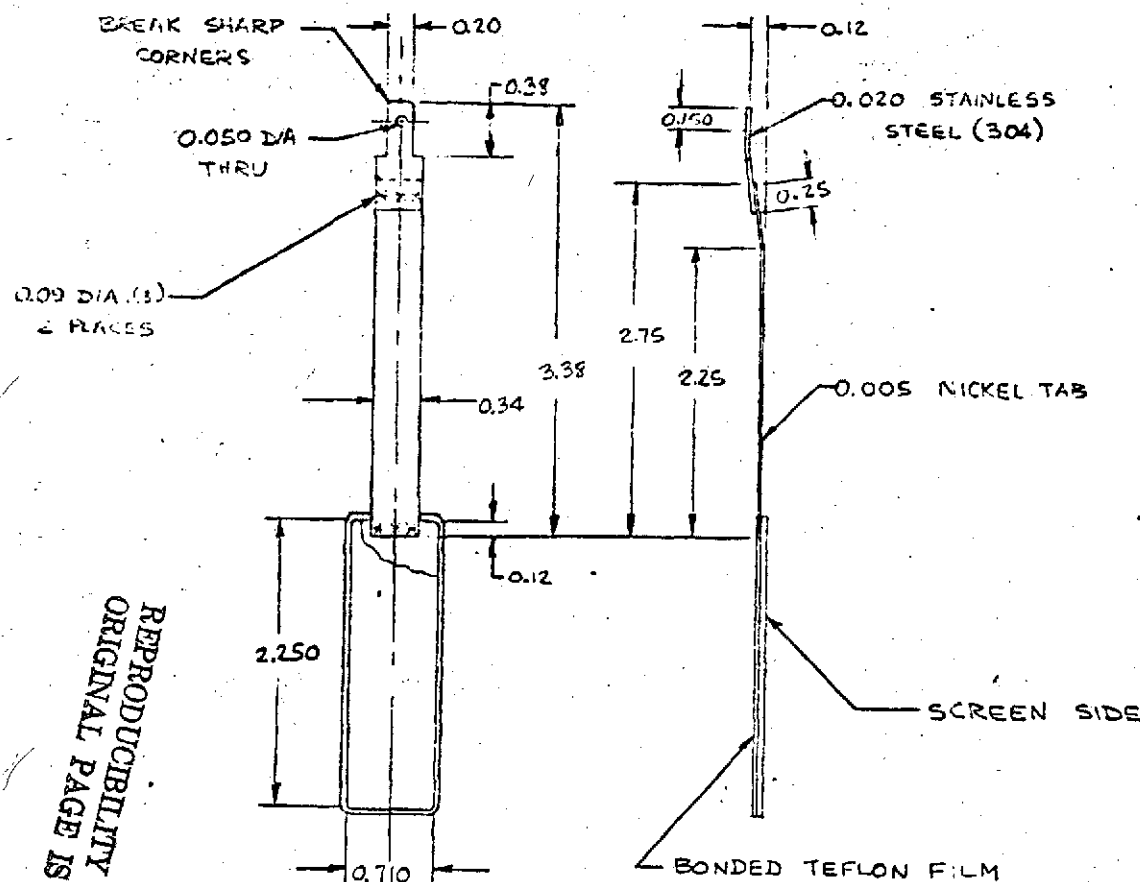 BREAK SHARP
CORNERS
0.20
0.12
0.38
0.050 DIA
THRU
0.150
0.020 STAINLESS
STEEL (304)
0.25
0.09 DIA.
PLACES
3.38
2.75
2.25
0.34
0.005 NICKEL TAB
0.12
2.250
SCREEN SIDE
0.710
BONDED TEFLON FILM
REPRODUCIBILITY
ORIGINAL PAGE IS